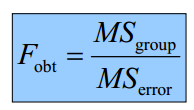 F_obt = MS_group / MS_error